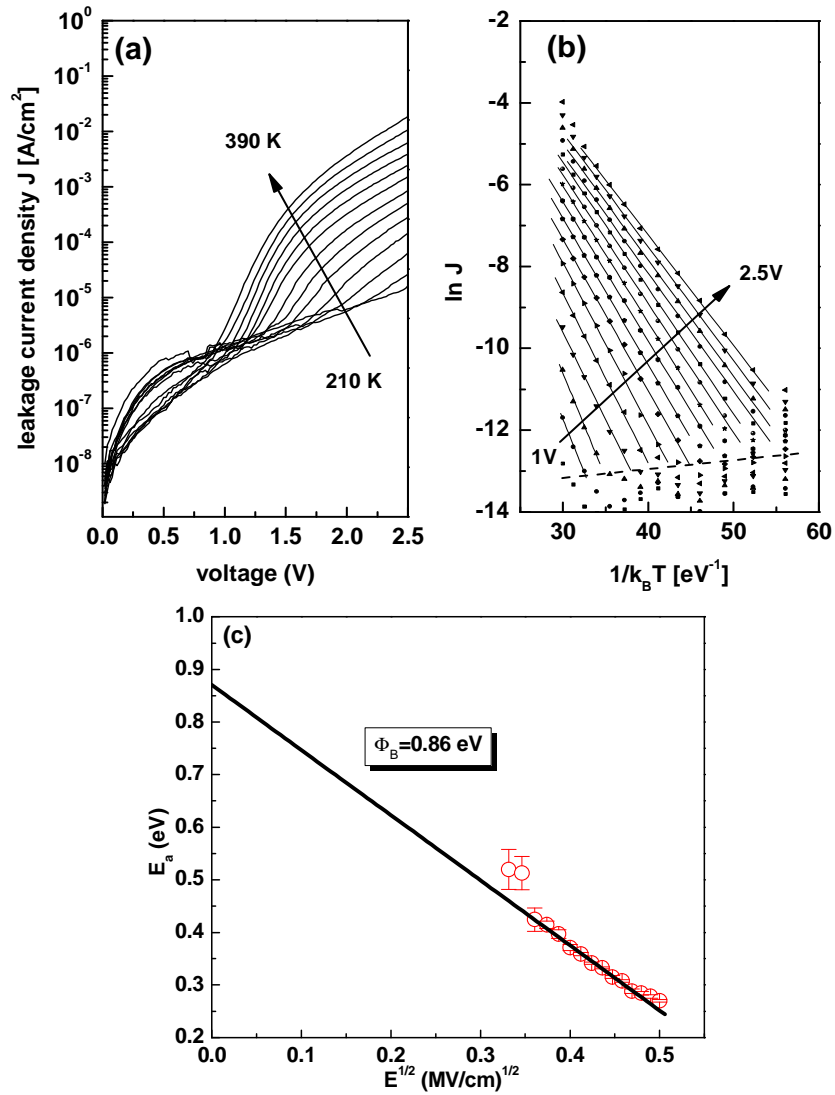 (a)
10^0
10^-1
10^-2
10^-3
10^-4
10^-5
10^-6
10^-7
10^-8
leakage current density J [A/cm^2]
390 K
210 K
0.0 0.5 1.0 1.5 2.0 2.5
voltage (V)
(b)
-2
-4
-6
-8
-10
-12
-14
ln J
2.5V
1V
30 40 50 60
1/k_BT [eV^-1]
(c)
1.0
0.9
0.8
0.7
0.6
0.5
0.4
0.3
0.2
E_a (eV)
Φ_B=0.86 eV
0.0 0.1 0.2 0.3 0.4 0.5
E^1/2 (MV/cm)^1/2